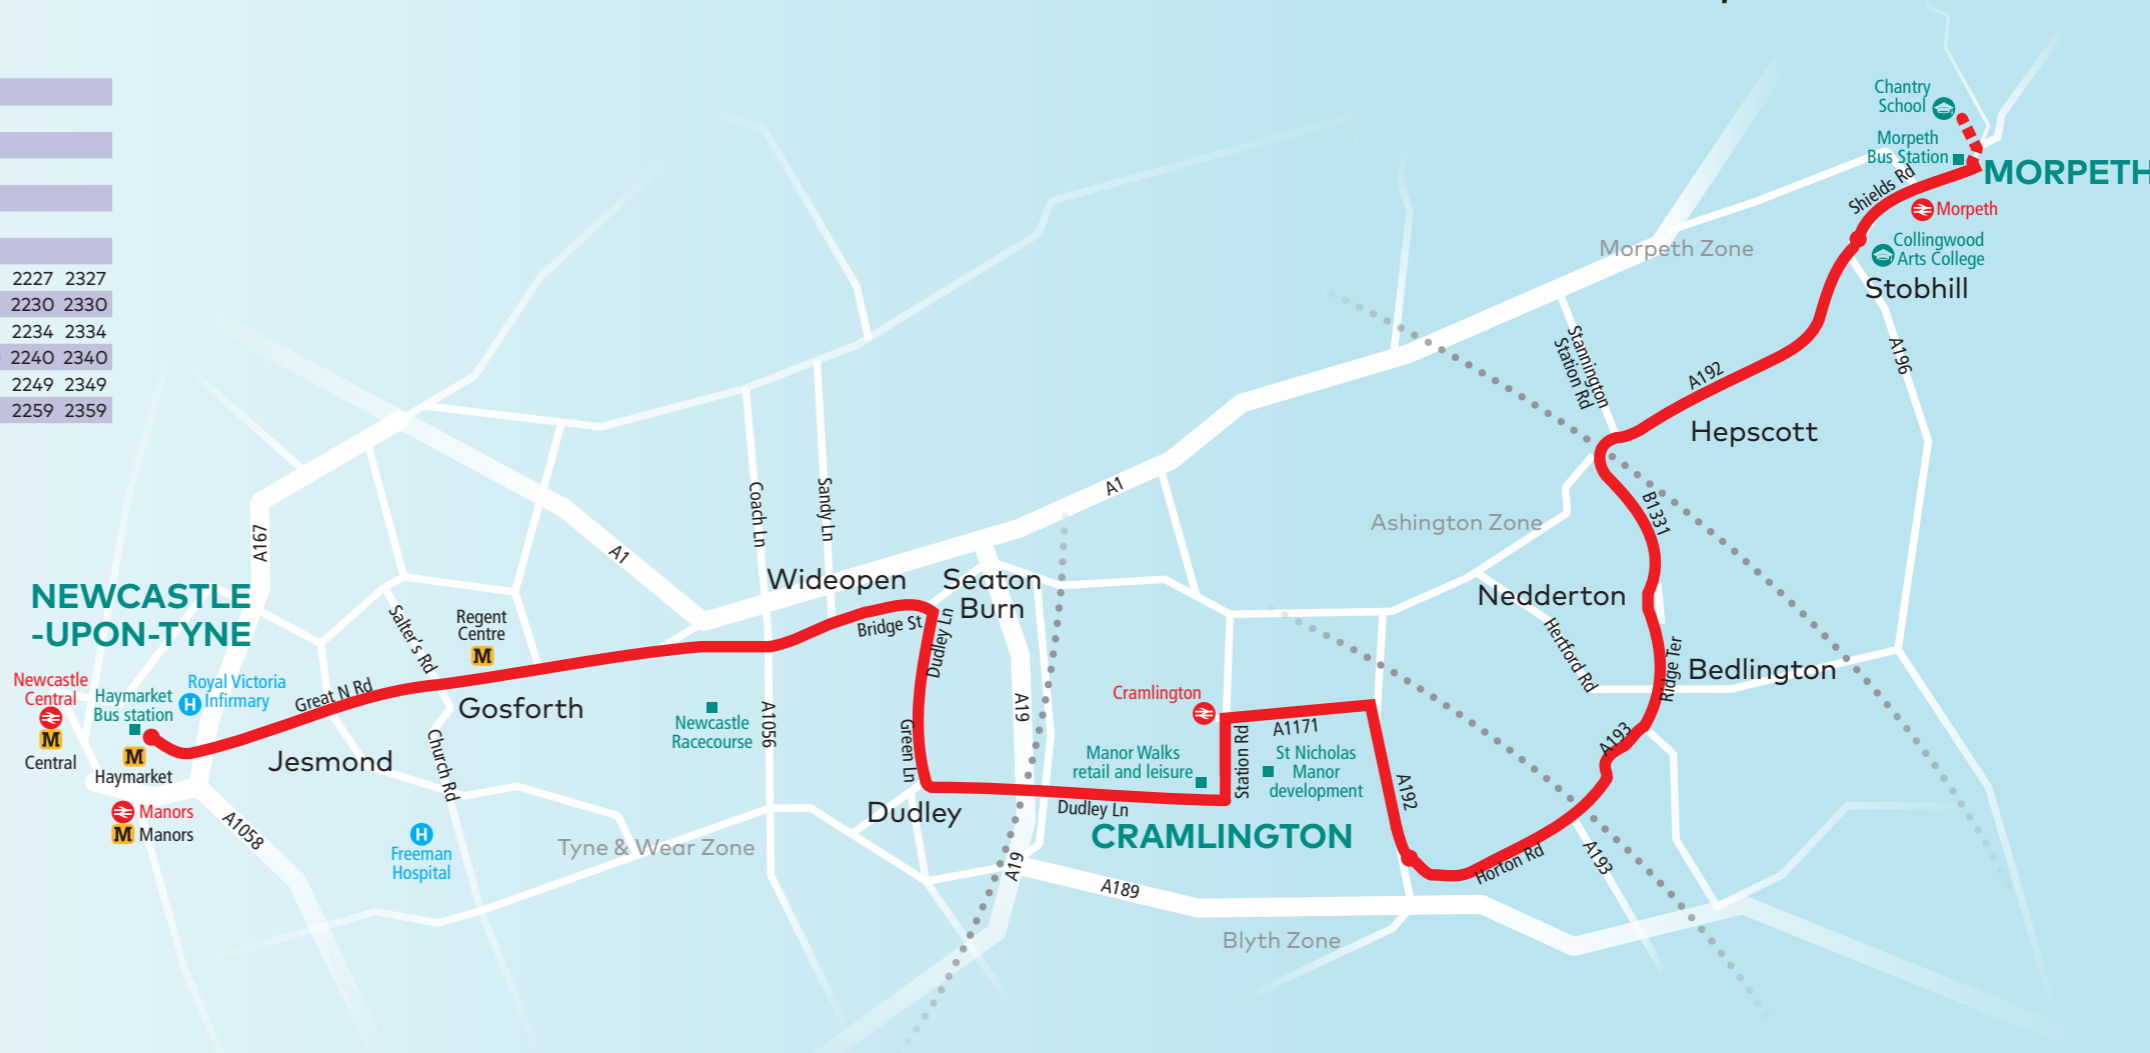 2227 2327
2230 2330
2234 2334
2240 2340
2249 2349
2259 2359
Chantry
School
Morpeth
Bus Station
MORPETH
Shields Rd
Morpeth
Collingwood
Arts College
Stobhill
Morpeth Zone
A196
A192
Stannington
Station Rd
Hepscott
A1
B1331
Ashington Zone
Coach Ln
Sandy Ln
A167
A1
Wideopen
Seaton
Burn
Nedderton
NEWCASTLE
-UPON-TYNE
Salter's Rd
Regent
Centre
M
Bridge St
Dudley Ln
Hertford Rd
Ridge Ter
Bedlington
Newcastle
Central
M
Central
Haymarket
Bus station
H
Royal Victoria
Infirmary
M
Haymarket
Great N Rd
Gosforth
Jesmond
Church Rd
Newcastle
Racecourse
A1056
Green Ln
A19
Cramlington
Manor Walks
retail and leisure
Station Rd
A1171
St Nicholas
Manor
development
A192
A193
Manors
M Manors
A1058
H
Freeman
Hospital
Dudley
Dudley Ln
CRAMLINGTON
Tyne & Wear Zone
A19
A189
Horton Rd
A193
Blyth Zone